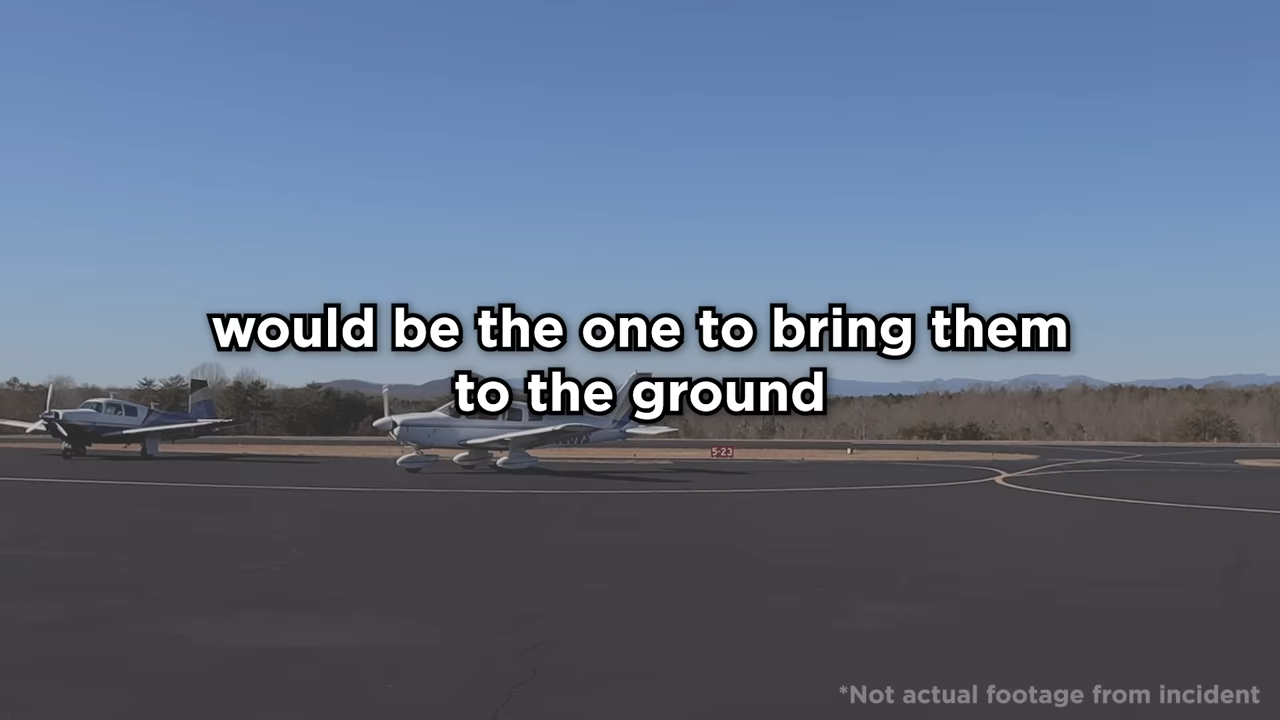 would be the one to bring them
to the ground
5-23
*Not actual footage from incident